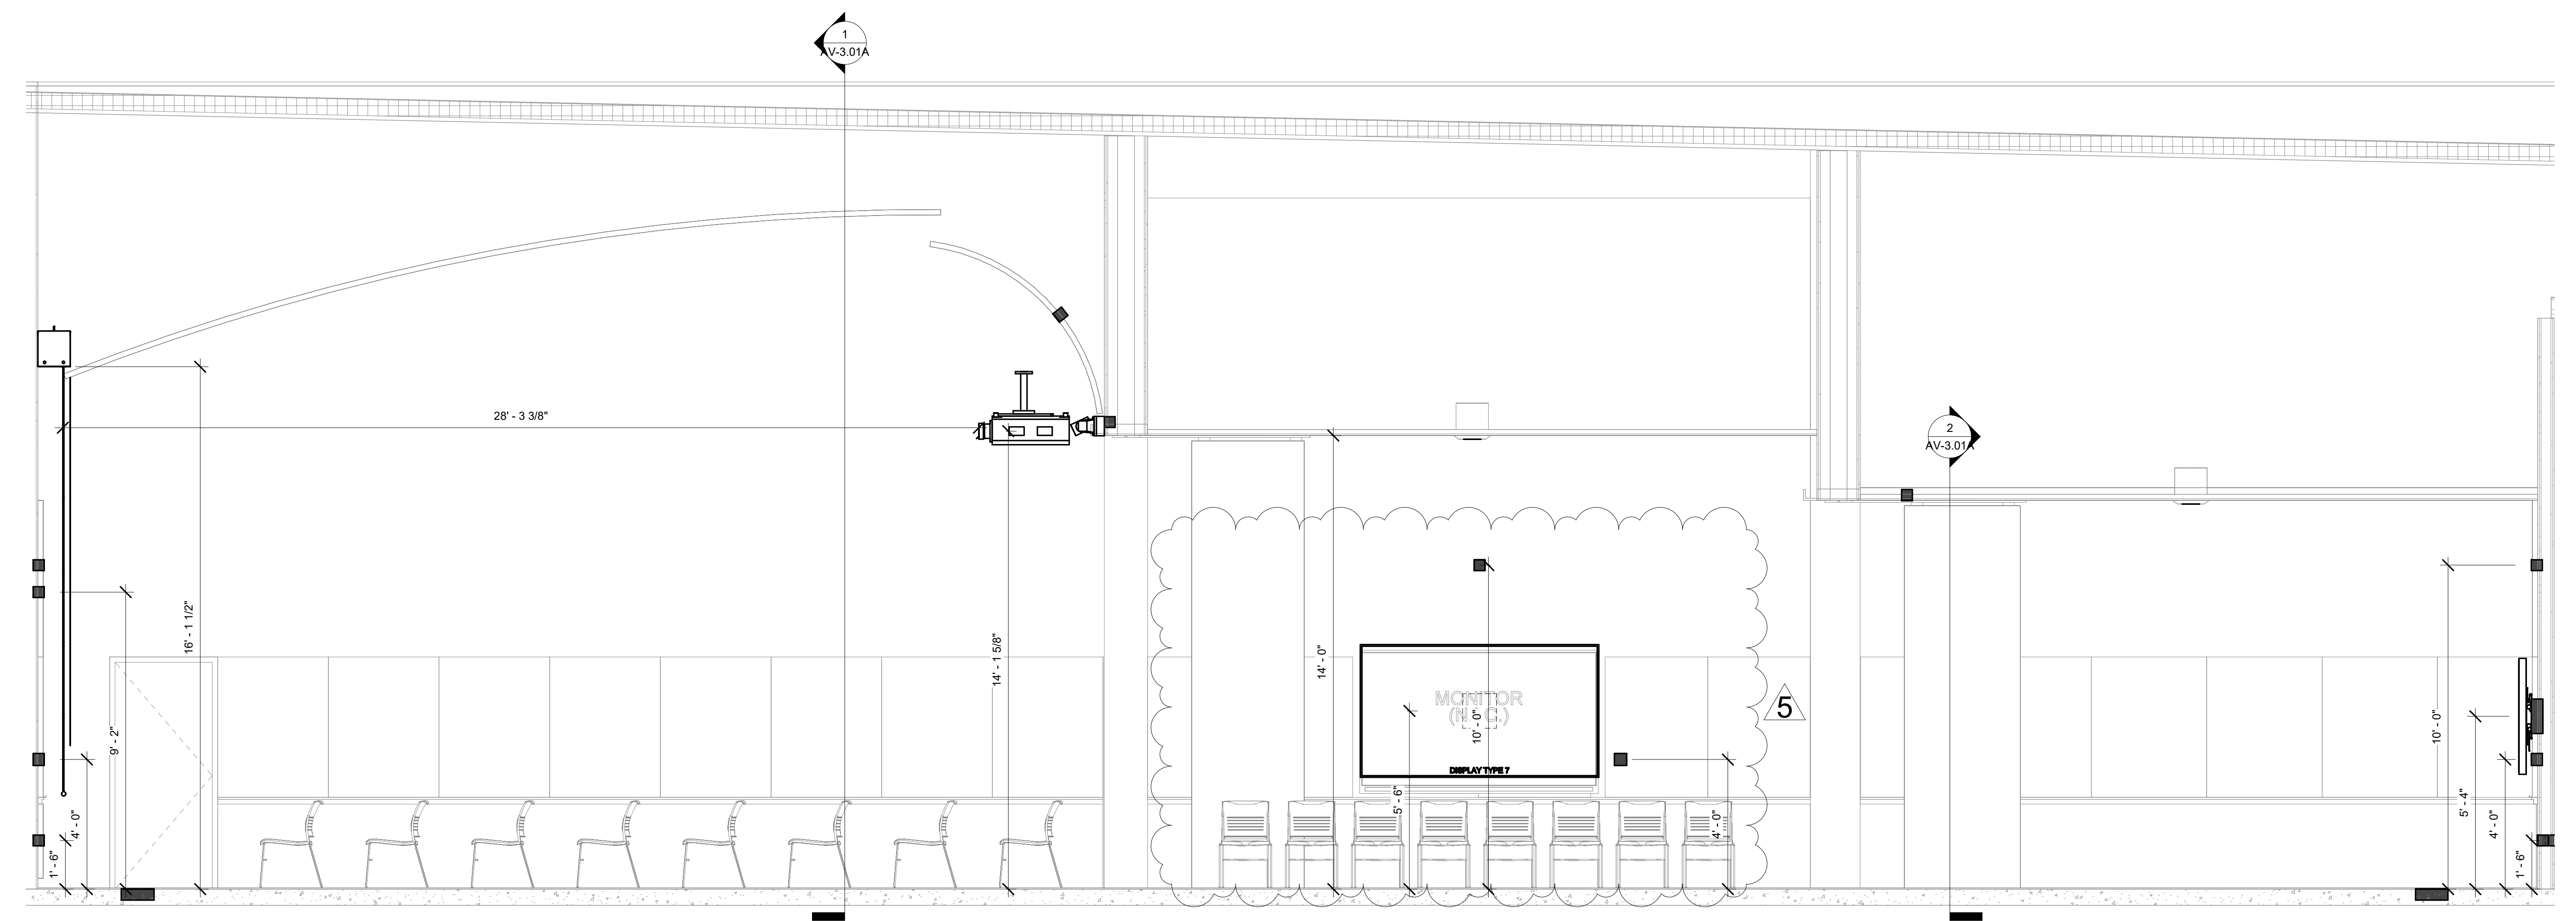 1
AV-3.01A
28' - 3 3/8"
2
AV-3.01A
16' - 1 1/2"
9' - 2"
4' - 0"
1' - 6"
14' - 1 5/8"
14' - 0"
MONITOR
(N.I.C.)
10' - 0"
DISPLAY TYPE 7
5' - 6"
4' - 0"
5
10' - 0"
5' - 4"
4' - 0"
1' - 6"